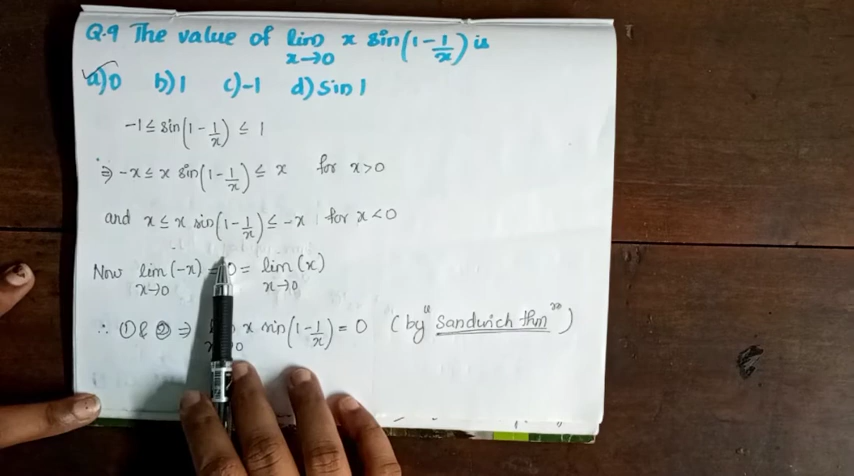 Q.9 The value of lim x sin(1-1/x) is
x→0
a) 0 b) 1 c) -1 d) sin 1
-1 ≤ sin(1 - 1/x) ≤ 1
⇒ -x ≤ x sin(1 - 1/x) ≤ x for x>0
and x ≤ x sin(1 - 1/x) ≤ -x for x<0
Now lim (-x) = 0 = lim (x)
x→0 x→0
∴ ① & ② ⇒ x sin(1 - 1/x) = 0 (by "Sandwich thm")
0